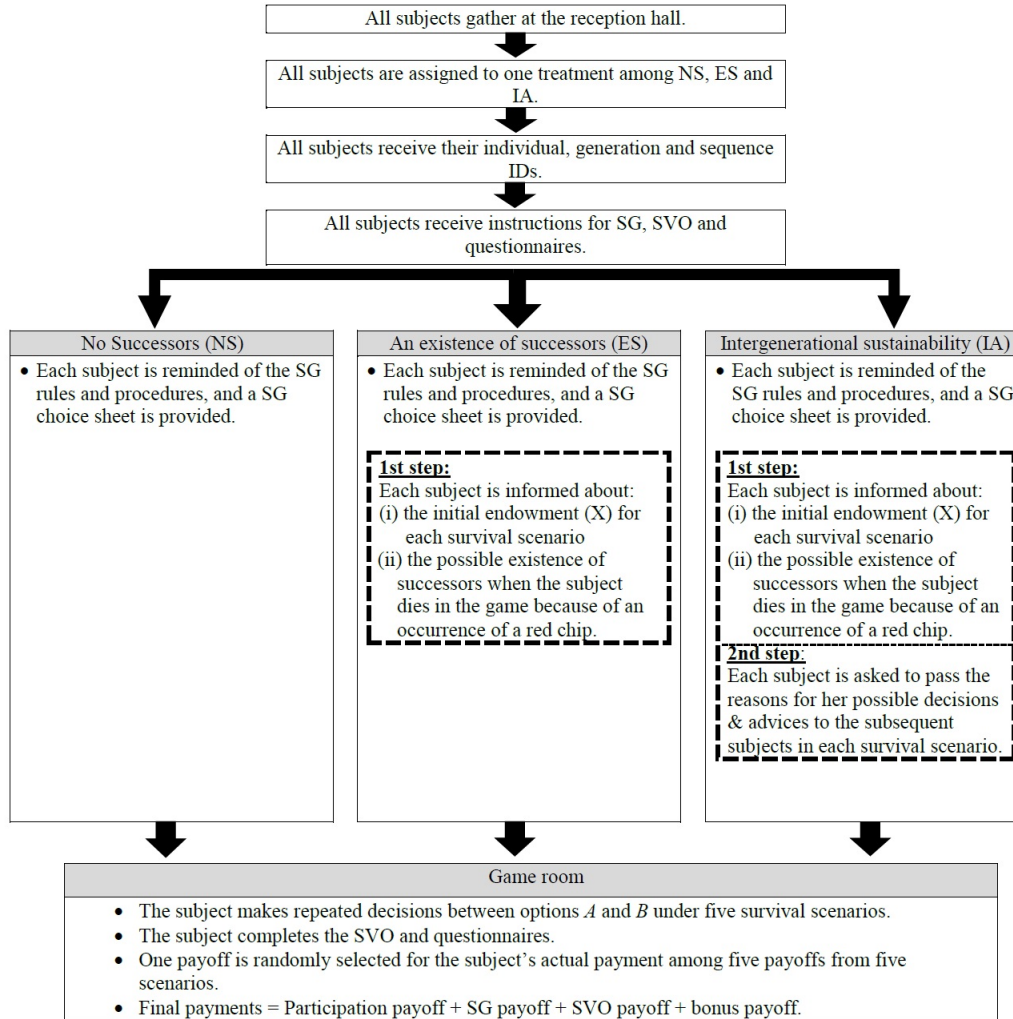 All subjects gather at the reception hall.
All subjects are assigned to one treatment among NS, ES and
IA.
All subjects receive their individual, generation and sequence
IDs.
All subjects receive instructions for SG, SVO and
questionnaires.
No Successors (NS)
• Each subject is reminded of the SG
rules and procedures, and a SG
choice sheet is provided.
An existence of successors (ES)
• Each subject is reminded of the SG
rules and procedures, and a SG
choice sheet is provided.
1st step:
Each subject is informed about:
(i) the initial endowment (X) for
each survival scenario
(ii) the possible existence of
successors when the subject
dies in the game because of an
occurrence of a red chip.
Intergenerational sustainability (IA)
• Each subject is reminded of the
SG rules and procedures, and a SG
choice sheet is provided.
1st step:
Each subject is informed about:
(i) the initial endowment (X) for
each survival scenario
(ii) the possible existence of
successors when the subject
dies in the game because of an
occurrence of a red chip.
2nd step:
Each subject is asked to pass the
reasons for her possible decisions
& advices to the subsequent
subjects in each survival scenario.
Game room
• The subject makes repeated decisions between options A and B under five survival scenarios.
• The subject completes the SVO and questionnaires.
• One payoff is randomly selected for the subject's actual payment among five payoffs from five
scenarios.
• Final payments = Participation payoff + SG payoff + SVO payoff + bonus payoff.